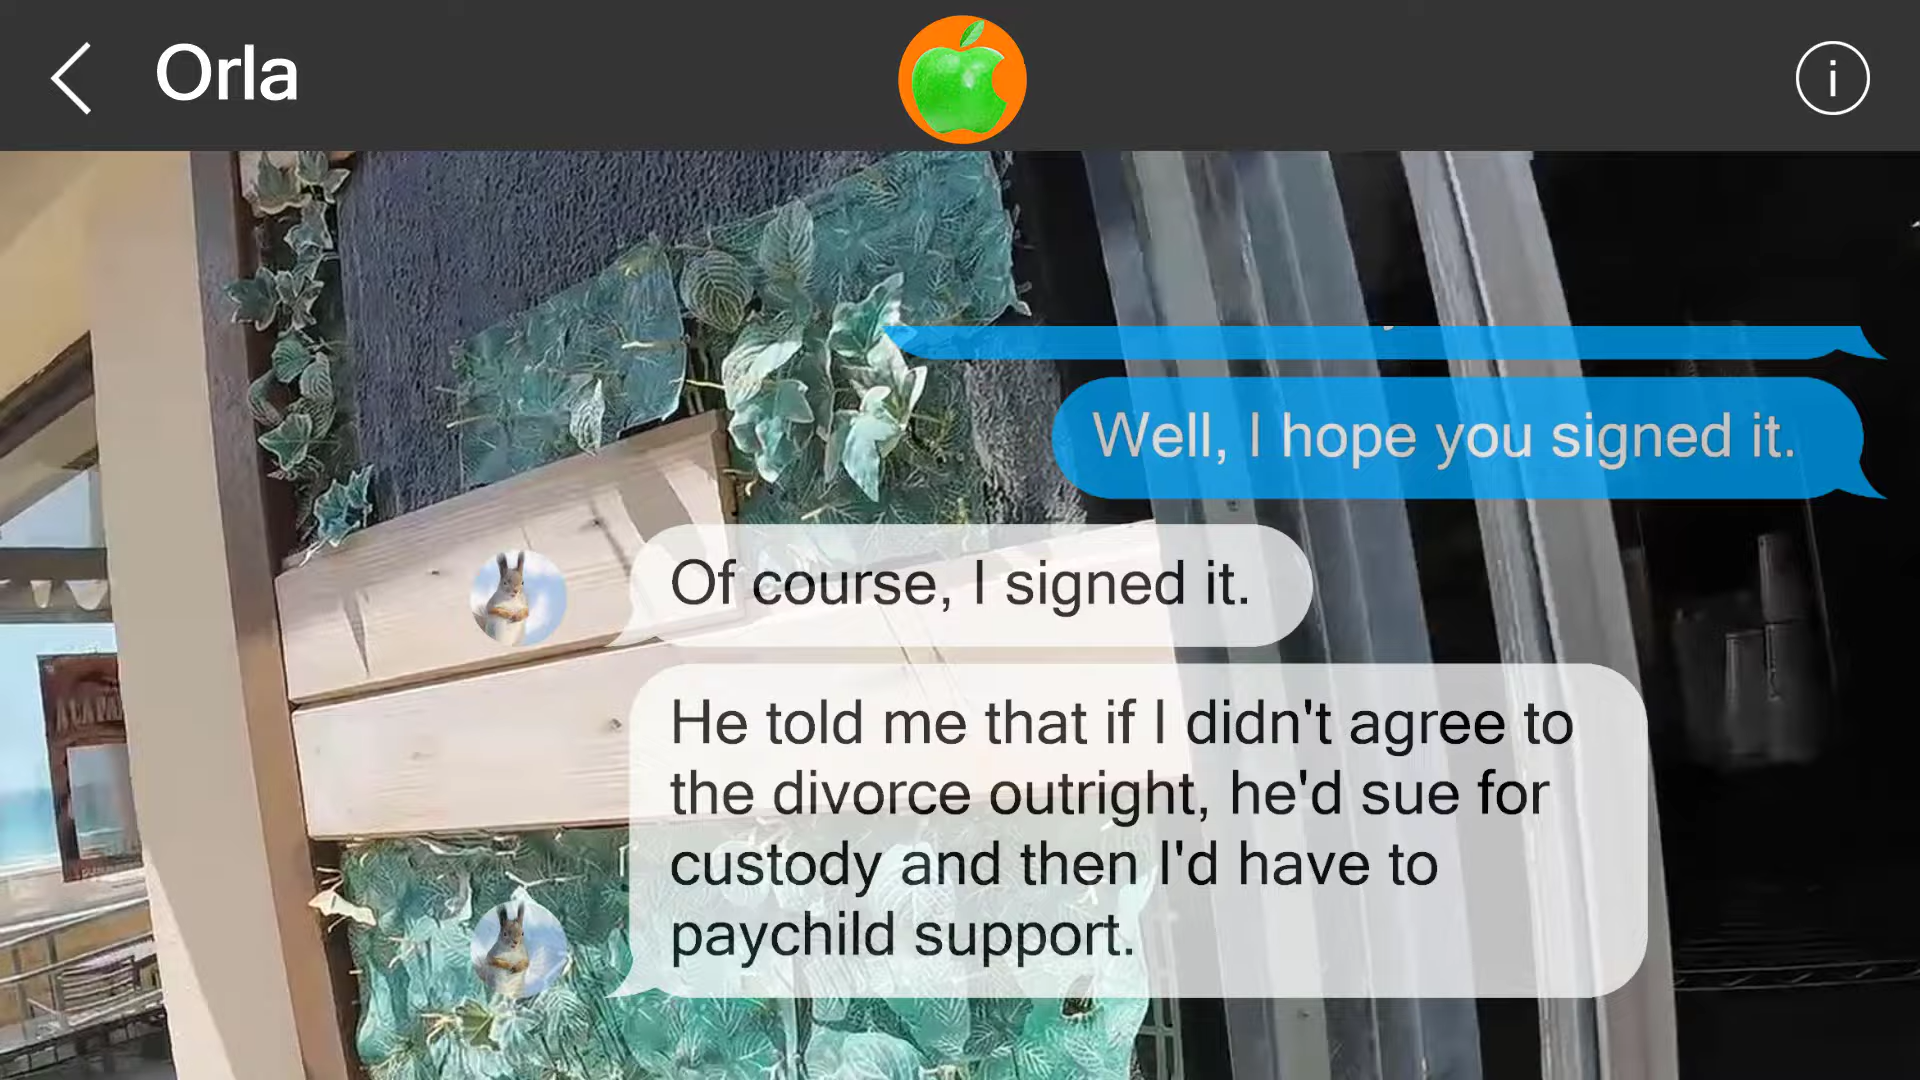 Orla
Well, I hope you signed it.
Of course, I signed it.
He told me that if I didn't agree to
the divorce outright, he'd sue for
custody and then I'd have to
paychild support.